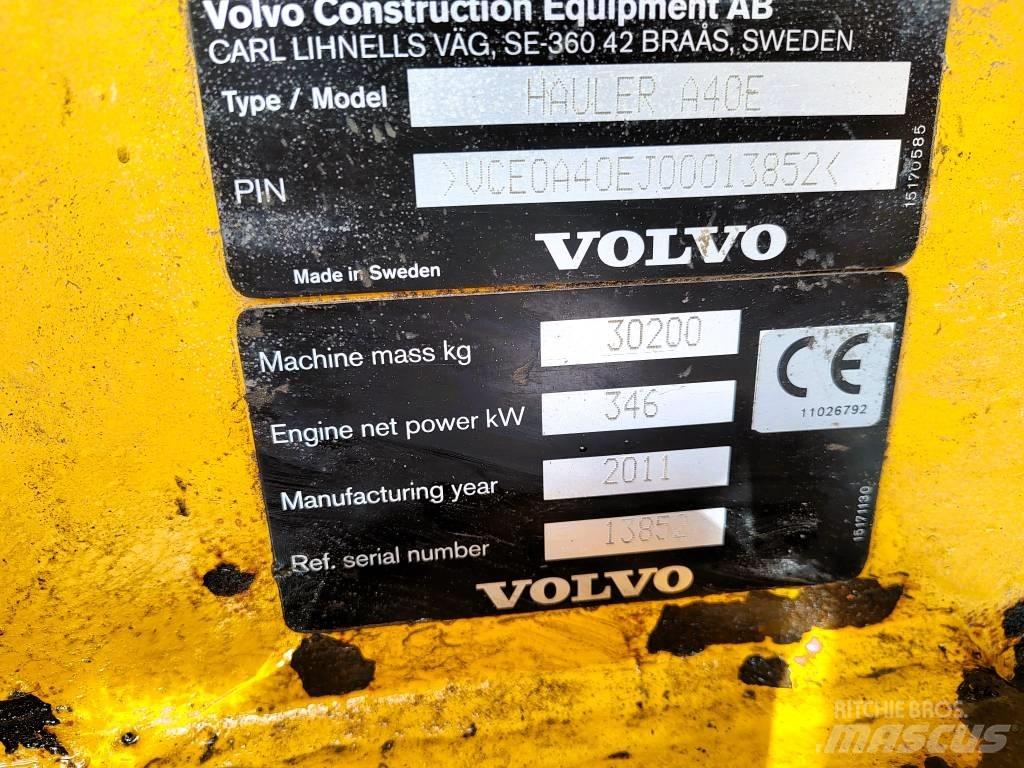 Volvo Construction Equipment AB
CARL LIHNELLS VÄG, SE-360 42 BRAÅS, SWEDEN
Type / Model HAULER A40E
PIN >VCE0A40EJ00013852<
15170585
VOLVO
Made in Sweden
Machine mass kg 30200
Engine net power kW 346
CE
11026792
Manufacturing year 2011
Ref. serial number 13852
15171130
VOLVO
RITCHIE BROS.
MASCUS